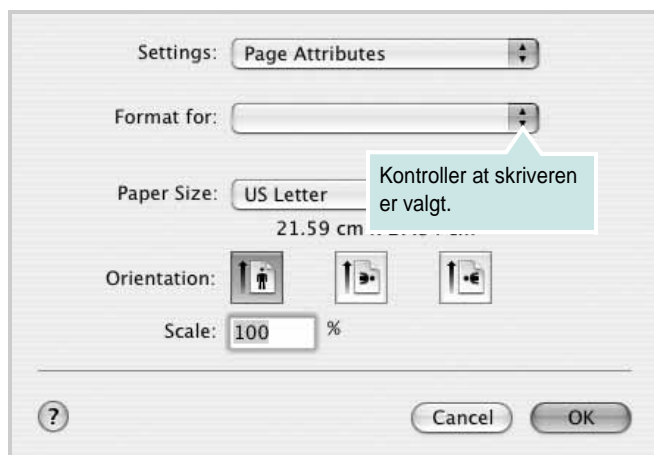 Settings: Page Attributes
Format for:
Kontroller at skriveren
er valgt.
Paper Size: US Letter
21.59 cm
Orientation:
Scale: 100 %
? Cancel OK